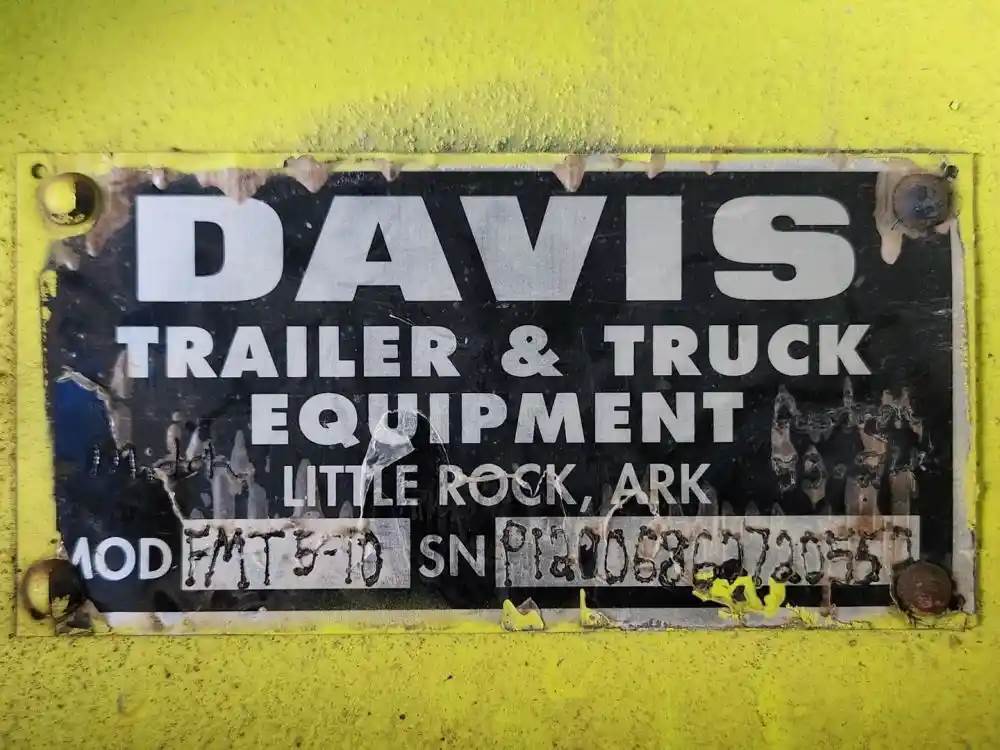 DAVIS
TRAILER & TRUCK
EQUIPMENT
LITTLE ROCK, ARK
MOD FMT 5-10 SN